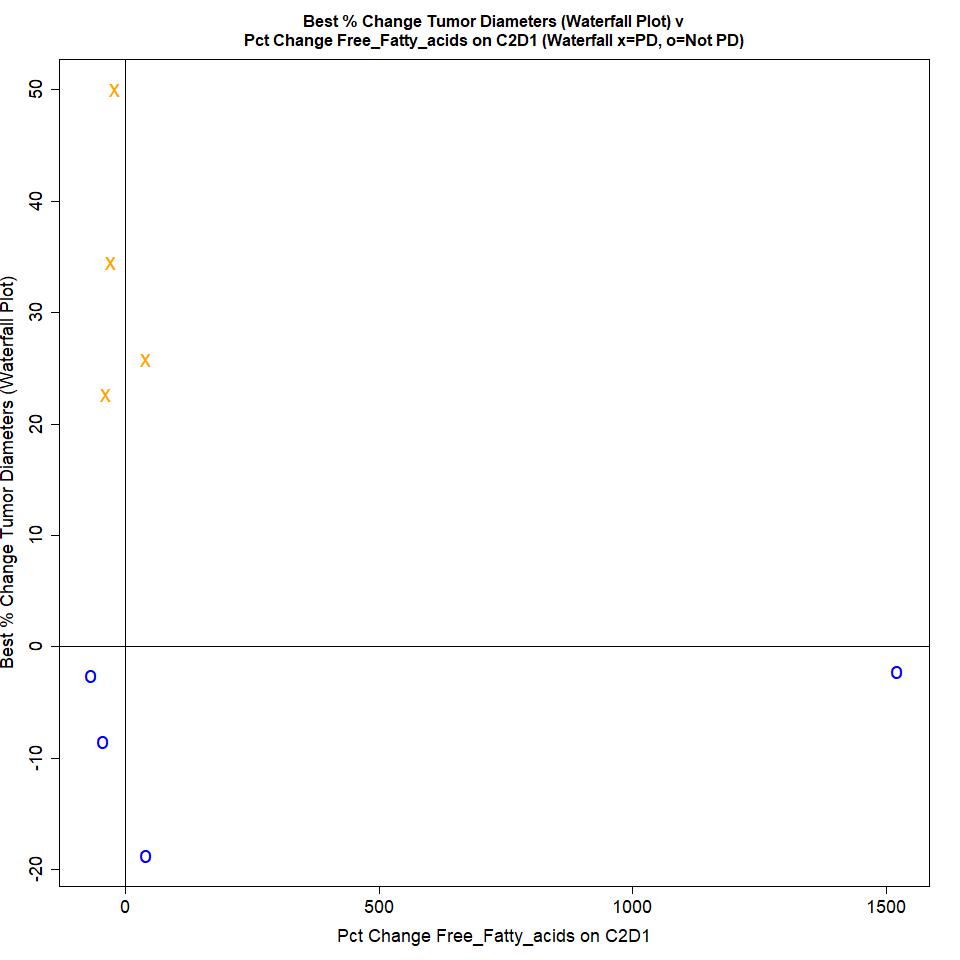 Best % Change Tumor Diameters (Waterfall Plot) v
Pct Change Free_Fatty_acids on C2D1 (Waterfall x=PD, o=Not PD)
Best % Change Tumor Diameters (Waterfall Plot)
50
40
30
20
10
0
-10
-20
X
X
X
X
O
O
O
O
0
500
1000
1500
Pct Change Free_Fatty_acids on C2D1